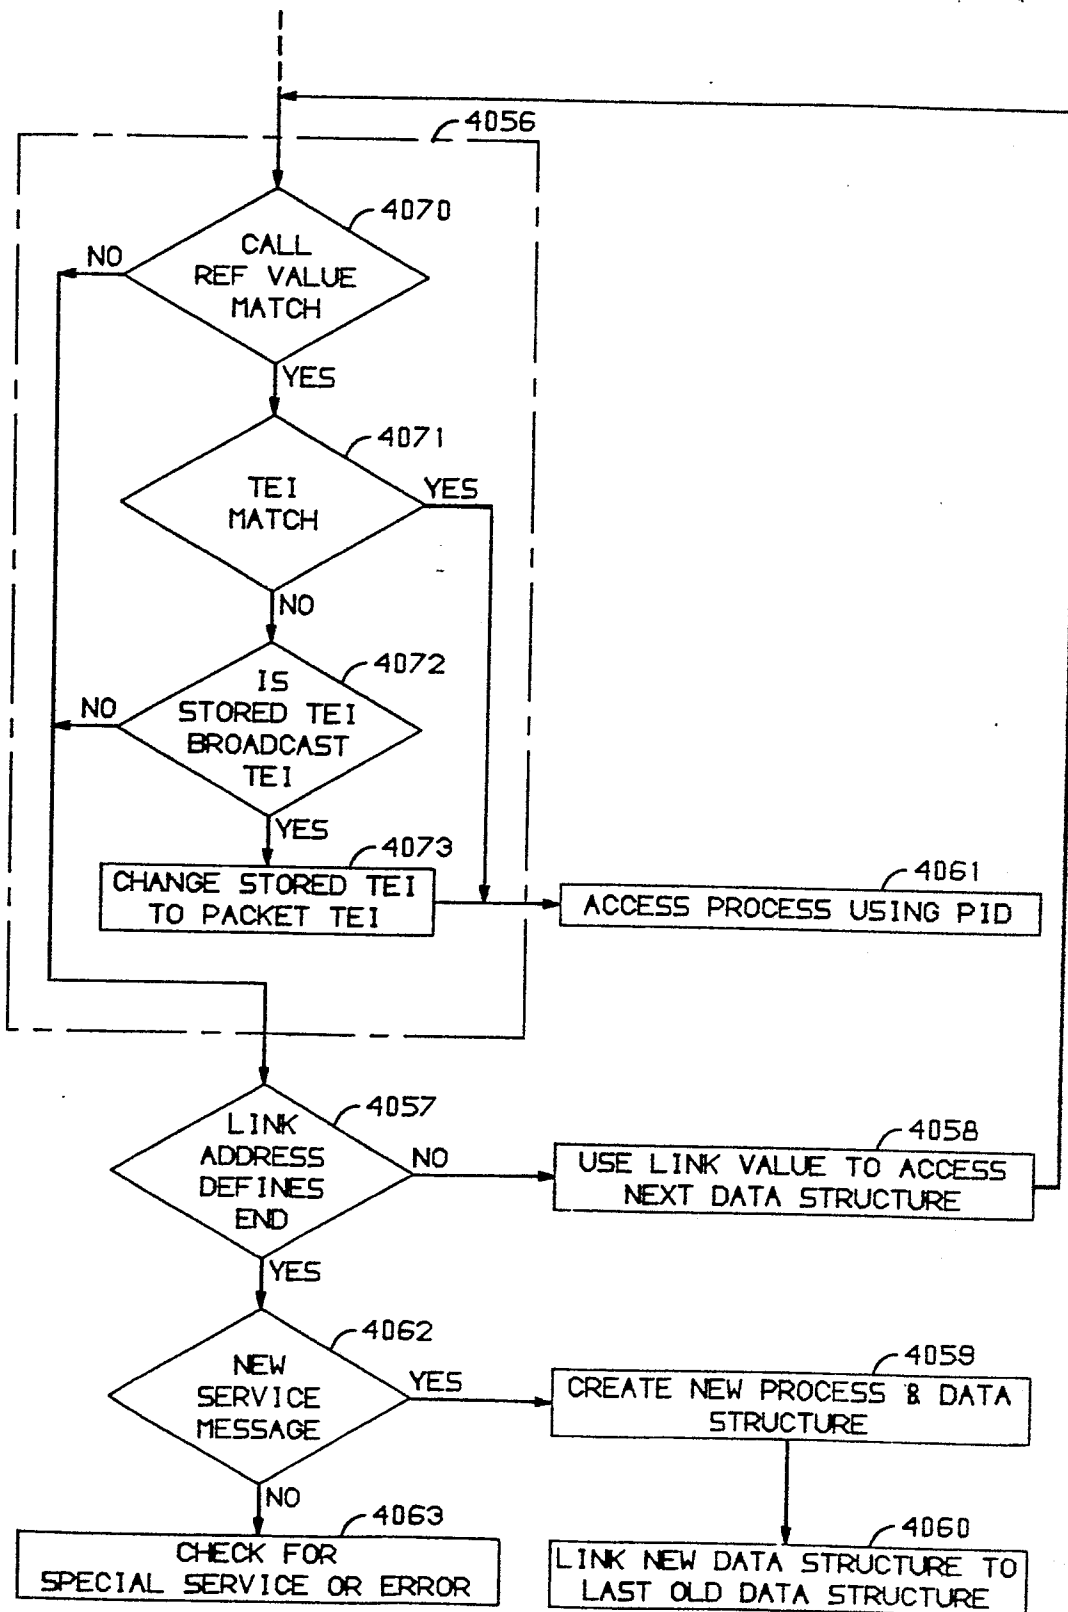 4056
4070
CALL
REF VALUE
MATCH
NO
YES
4071
TEI
MATCH
YES
NO
4072
IS
STORED TEI
BROADCAST
TEI
NO
YES
4073
CHANGE STORED TEI
TO PACKET TEI
4061
ACCESS PROCESS USING PID
4057
LINK
ADDRESS
DEFINES
END
NO
4058
USE LINK VALUE TO ACCESS
NEXT DATA STRUCTURE
YES
4062
NEW
SERVICE
MESSAGE
YES
4059
CREATE NEW PROCESS & DATA
STRUCTURE
NO
4063
CHECK FOR
SPECIAL SERVICE OR ERROR
4060
LINK NEW DATA STRUCTURE TO
LAST OLD DATA STRUCTURE